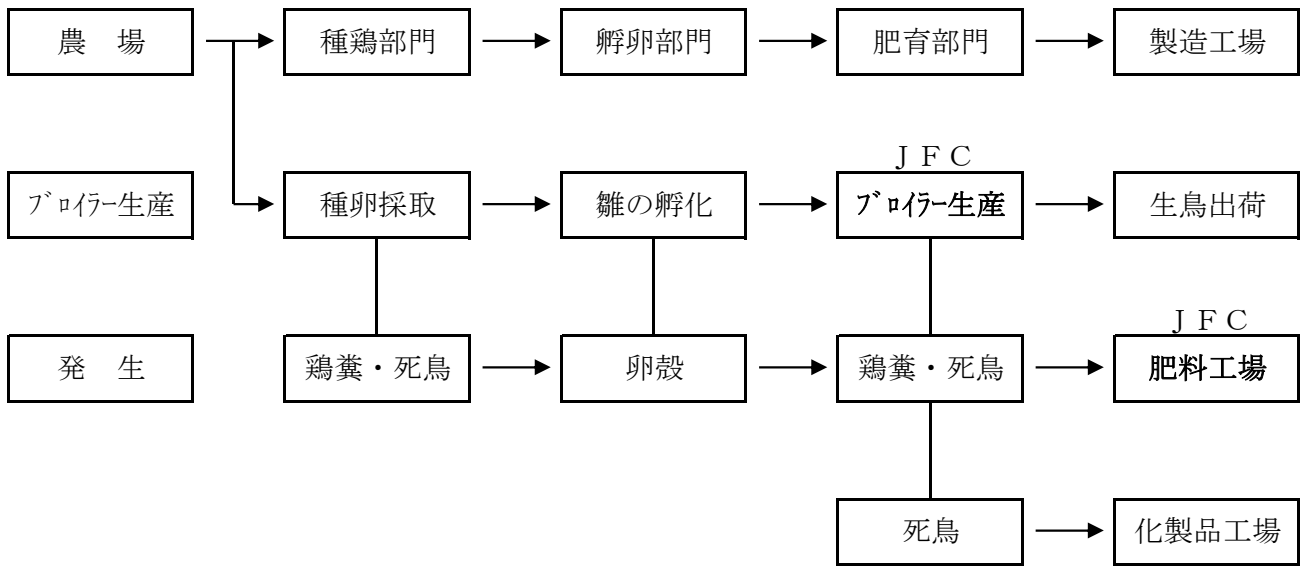 農　場
種鶏部門
孵卵部門
肥育部門
製造工場
ＪＦＣ
ﾌﾞﾛｲﾗｰ生産
種卵採取
雛の孵化
ﾌﾞﾛｲﾗｰ生産
生鳥出荷
ＪＦＣ
発　生
鶏糞・死鳥
卵殻
鶏糞・死鳥
肥料工場
死鳥
化製品工場